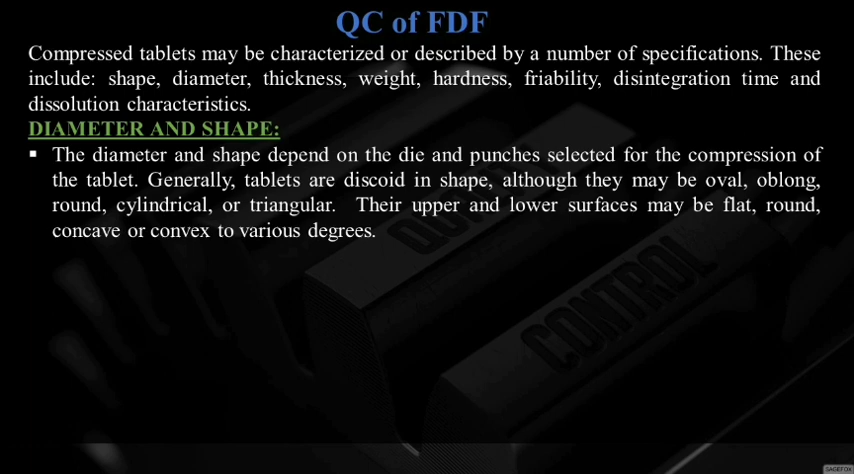 QC of FDF
Compressed tablets may be characterized or described by a number of specifications. These
include: shape, diameter, thickness, weight, hardness, friability, disintegration time and
dissolution characteristics.
DIAMETER AND SHAPE:
▪ The diameter and shape depend on the die and punches selected for the compression of
the tablet. Generally, tablets are discoid in shape, although they may be oval, oblong,
round, cylindrical, or triangular. Their upper and lower surfaces may be flat, round,
concave or convex to various degrees.
QUALITY
CONTROL
SAGEFOX